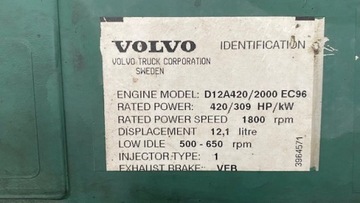 VOLVO IDENTIFICATION
VOLVO TRUCK CORPORATION
SWEDEN
ENGINE MODEL: D12A420/2000 EC96
RATED POWER: 420/309 HP/kW
RATED POWER SPEED 1800 rpm
DISPLACEMENT 12,1 litre
LOW IDLE 500 - 650 rpm
INJECTOR TYPE: 1
EXHAUST BRAKE: VEB
3964571